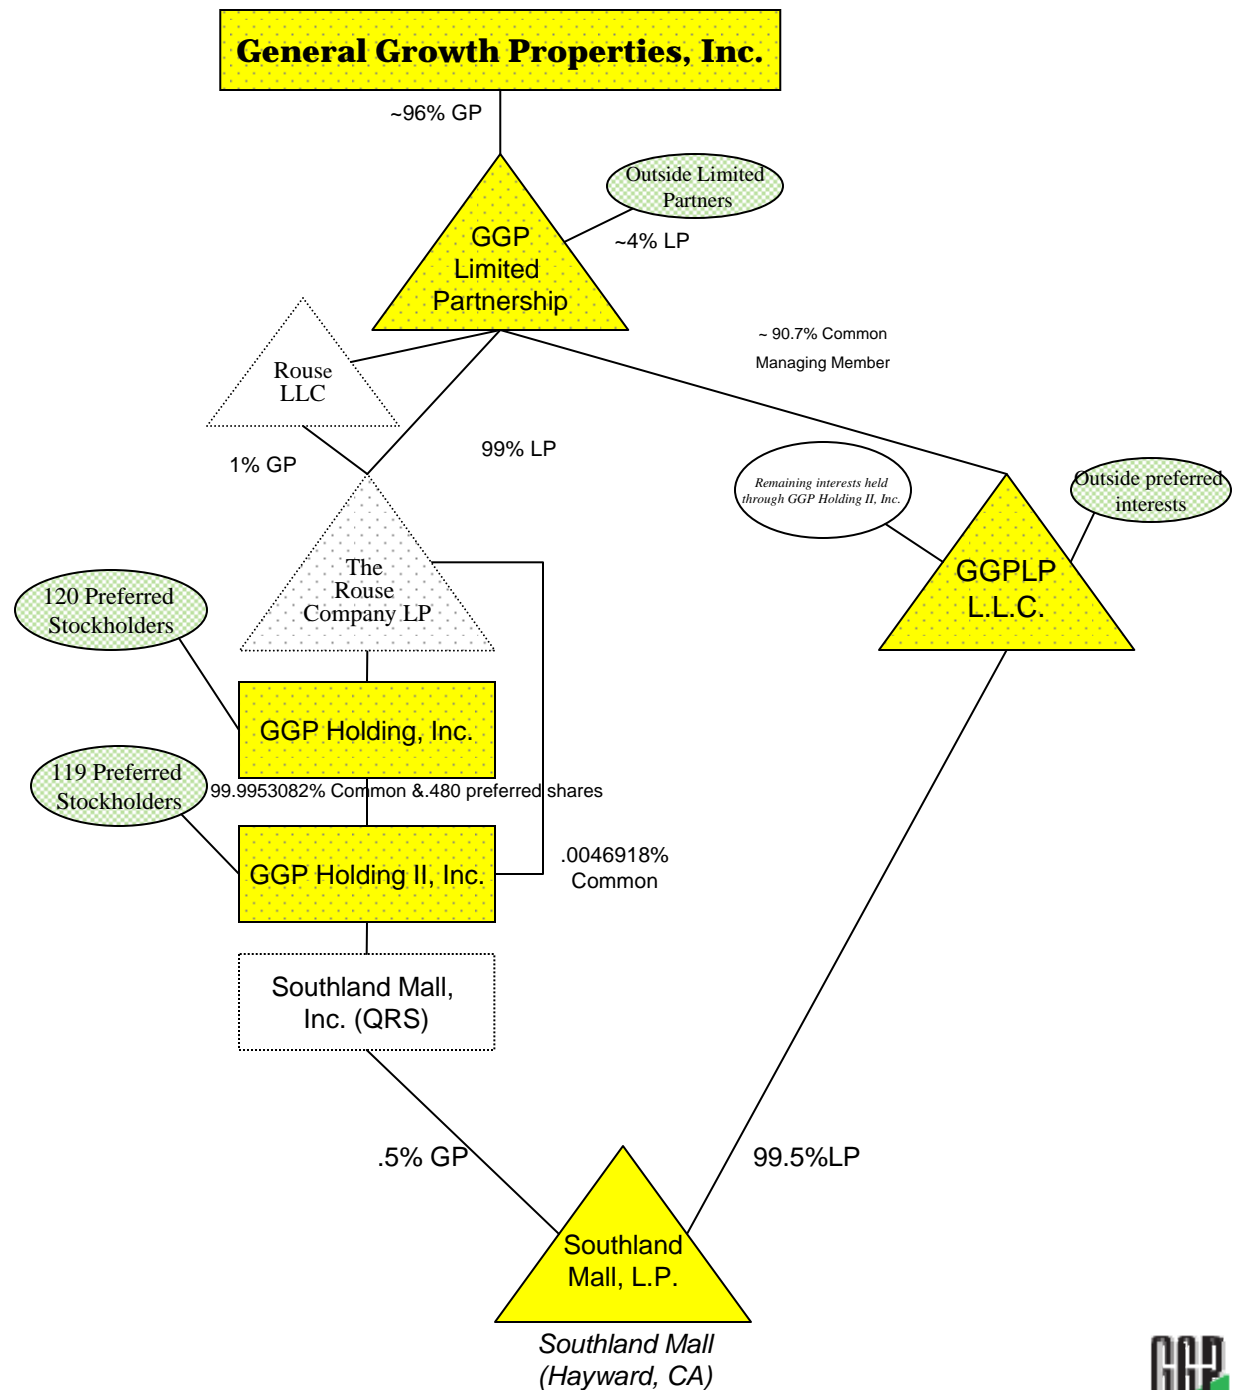 General Growth Properties, Inc.
~96% GP
Outside Limited
Partners
~4% LP
GGP
Limited
Partnership
~ 90.7% Common
Managing Member
Rouse
LLC
1% GP
99% LP
Remaining interests held
through GGP Holding II, Inc.
Outside preferred
interests
The
Rouse
Company LP
GGPLP
L.L.C.
120 Preferred
Stockholders
GGP Holding, Inc.
119 Preferred
Stockholders
99.9953082% Common &.480 preferred shares
GGP Holding II, Inc.
.0046918%
Common
Southland Mall,
Inc. (QRS)
.5% GP
99.5%LP
Southland
Mall, L.P.
Southland Mall
(Hayward, CA)
GGP